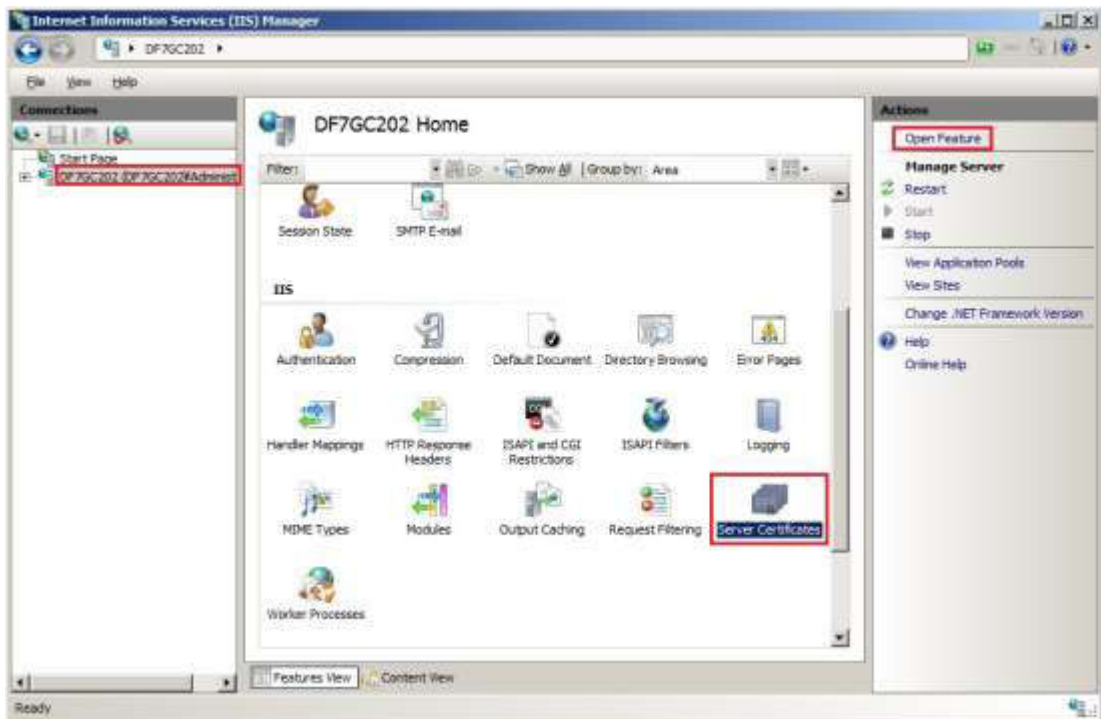 Internet Information Services (IIS) Manager
DF7GC202
File View Help
Connections
Start Page
DF7GC202 (DF7GC202\Administ
DF7GC202 Home
Filter: Go Show All Group by: Area
Session State
SMTP E-mail
IIS
Authentication
Compression
Default Document
Directory Browsing
Error Pages
Handler Mappings
HTTP Response
Headers
ISAPI and CGI
Restrictions
ISAPI Filters
Logging
MIME Types
Modules
Output Caching
Request Filtering
Server Certificates
Worker Processes
Features View Content View
Actions
Open Feature
Manage Server
Restart
Start
Stop
View Application Pools
View Sites
Change .NET Framework Version
Help
Online Help
Ready